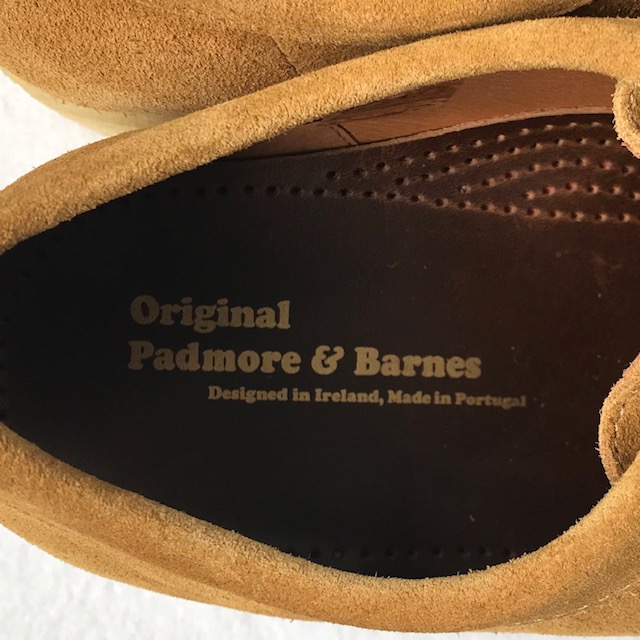 Original
Padmore & Barnes
Designed in Ireland, Made in Portugal